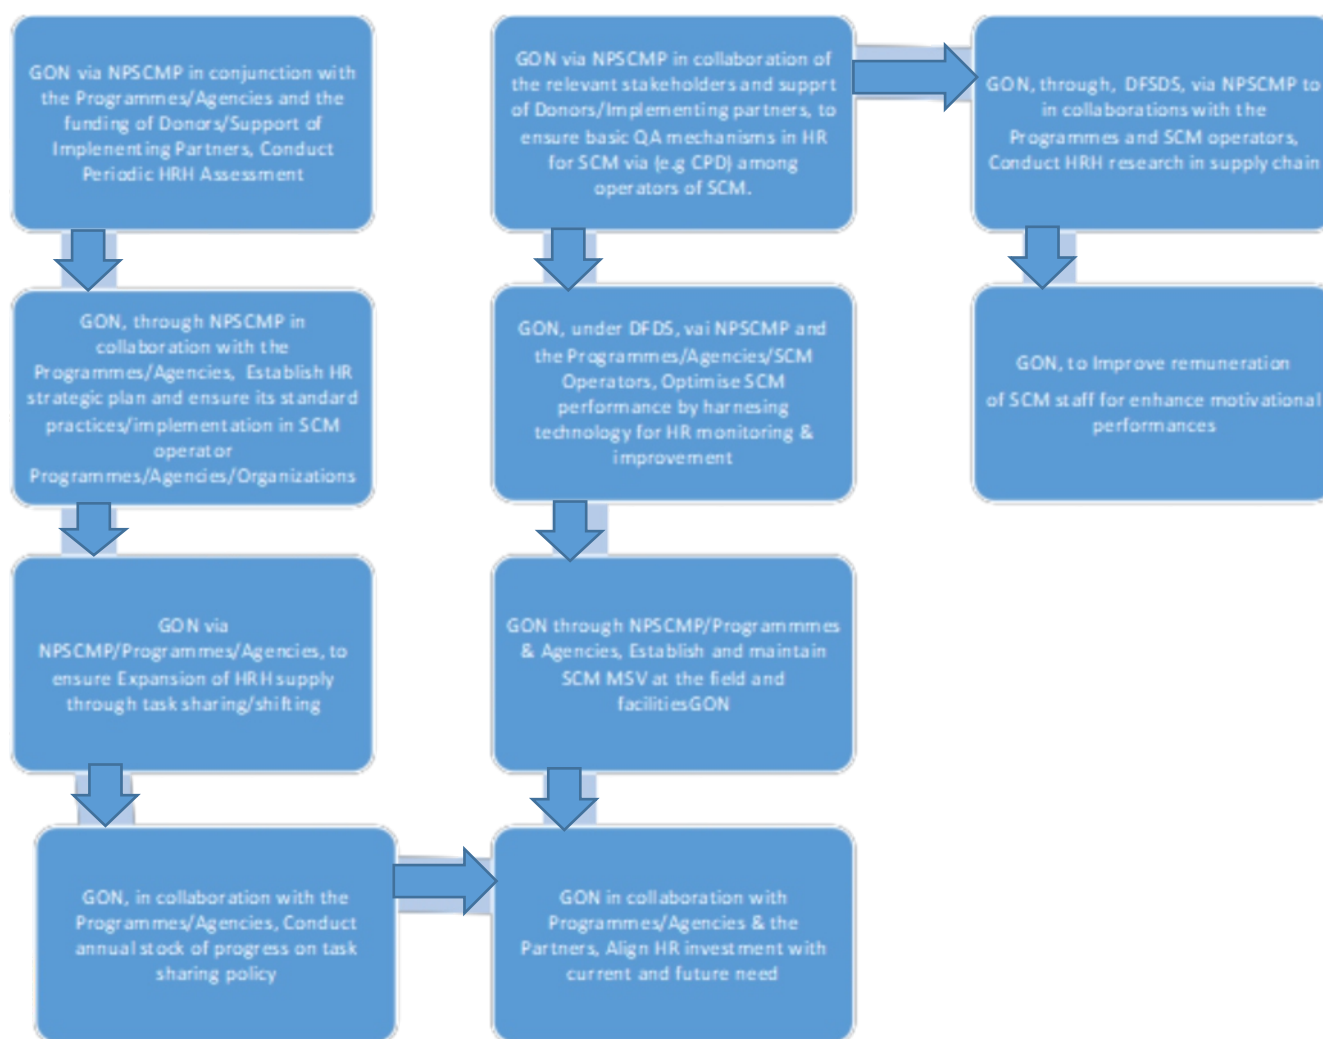 GON via NPSCMP in conjunction with
the Programmes/Agencies and the
funding of Donors/Support of
Implenenting Partners, Conduct
Periodic HRH Assessment
GON, through NPSCMP in
collaboration with the
Programmes/Agencies, Establish HR
strategic plan and ensure its standard
practices/implementation in SCM
operator
Programmes/Agencies/Organizations
GON via
NPSCMP/Programmes/Agencies, to
ensure Expansion of HRH supply
through task sharing/shifting
GON, in collaboration with the
Programmes/Agencies, Conduct
annual stock of progress on task
sharing policy
GON via NPSCMP in collaboration of
the relevant stakeholders and supprt
of Donors/Implementing partners, to
ensure basic QA mechanisms in HR
for SCM via (e.g CPD) among
operators of SCM.
GON, under DFDS, vai NPSCMP and
the Programmes/Agencies/SCM
Operators, Optimise SCM
performance by harnesing
technology for HR monitoring &
improvement
GON through NPSCMP/Programmmes
& Agencies, Establish and maintain
SCM MSV at the field and
facilitiesGON
GON in collaboration with
Programmes/Agencies & the
Partners, Align HR investment with
current and future need
GON, through, DFSDS, via NPSCMP to
in collaborations with the
Programmes and SCM operators,
Conduct HRH research in supply chain
GON, to Improve remuneration
of SCM staff for enhance motivational
performances